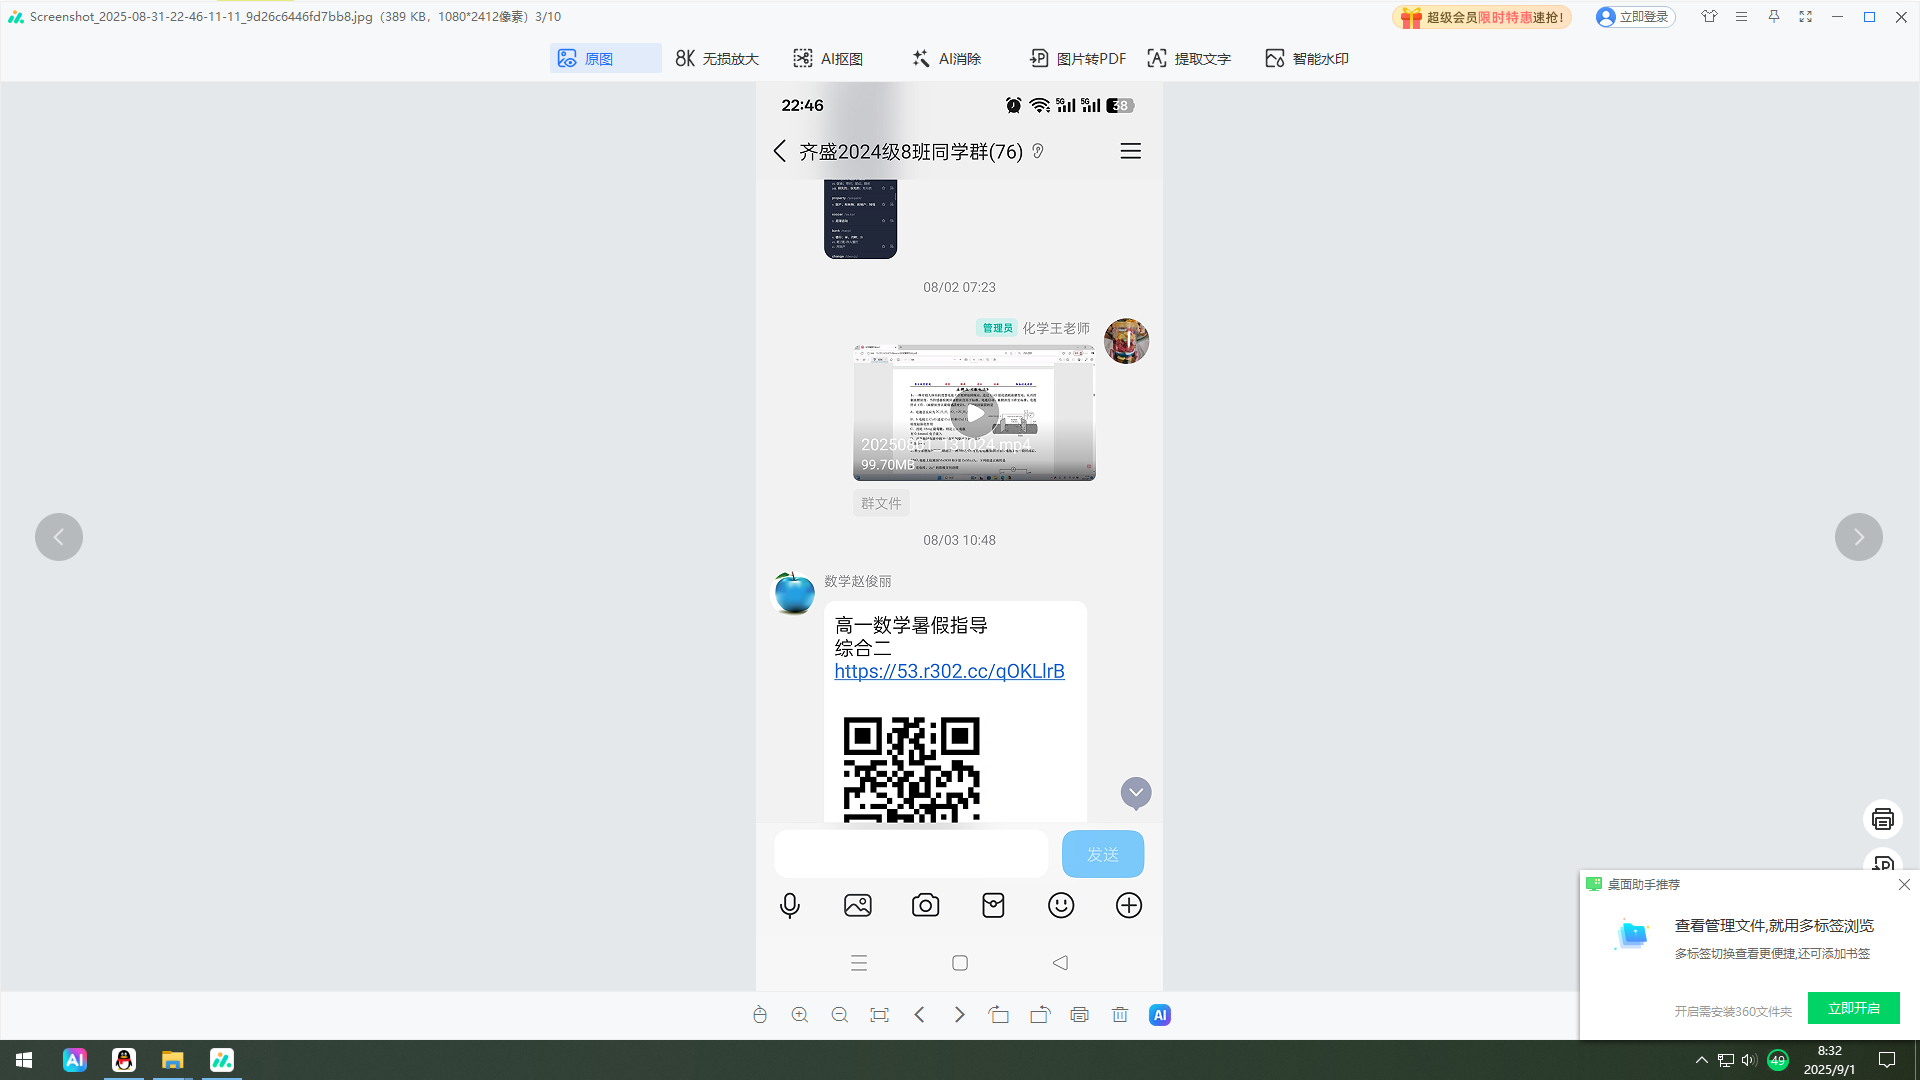 Screenshot_2025-08-31-22-46-11-11_9d26c6446fd7bb8.jpg (389 KB, 1080*2412像素) 3/10
超级会员限时特惠速抢!
立即登录
原图
8K 无损放大
AI抠图
AI消除
图片转PDF
提取文字
智能水印
22:46
5G 5G 38
齐盛2024级8班同学群(76)
08/02 07:23
管理员 化学王老师
20250801_131024.mp4
99.70MB
群文件
08/03 10:48
数学赵俊丽
高一数学暑假指导
综合二
https://53.r302.cc/qOKLlrB
发送
桌面助手推荐
查看管理文件,就用多标签浏览
多标签切换查看更便捷,还可添加书签
开启需安装360文件夹
立即开启
AI
AI
49
8:32
2025/9/1